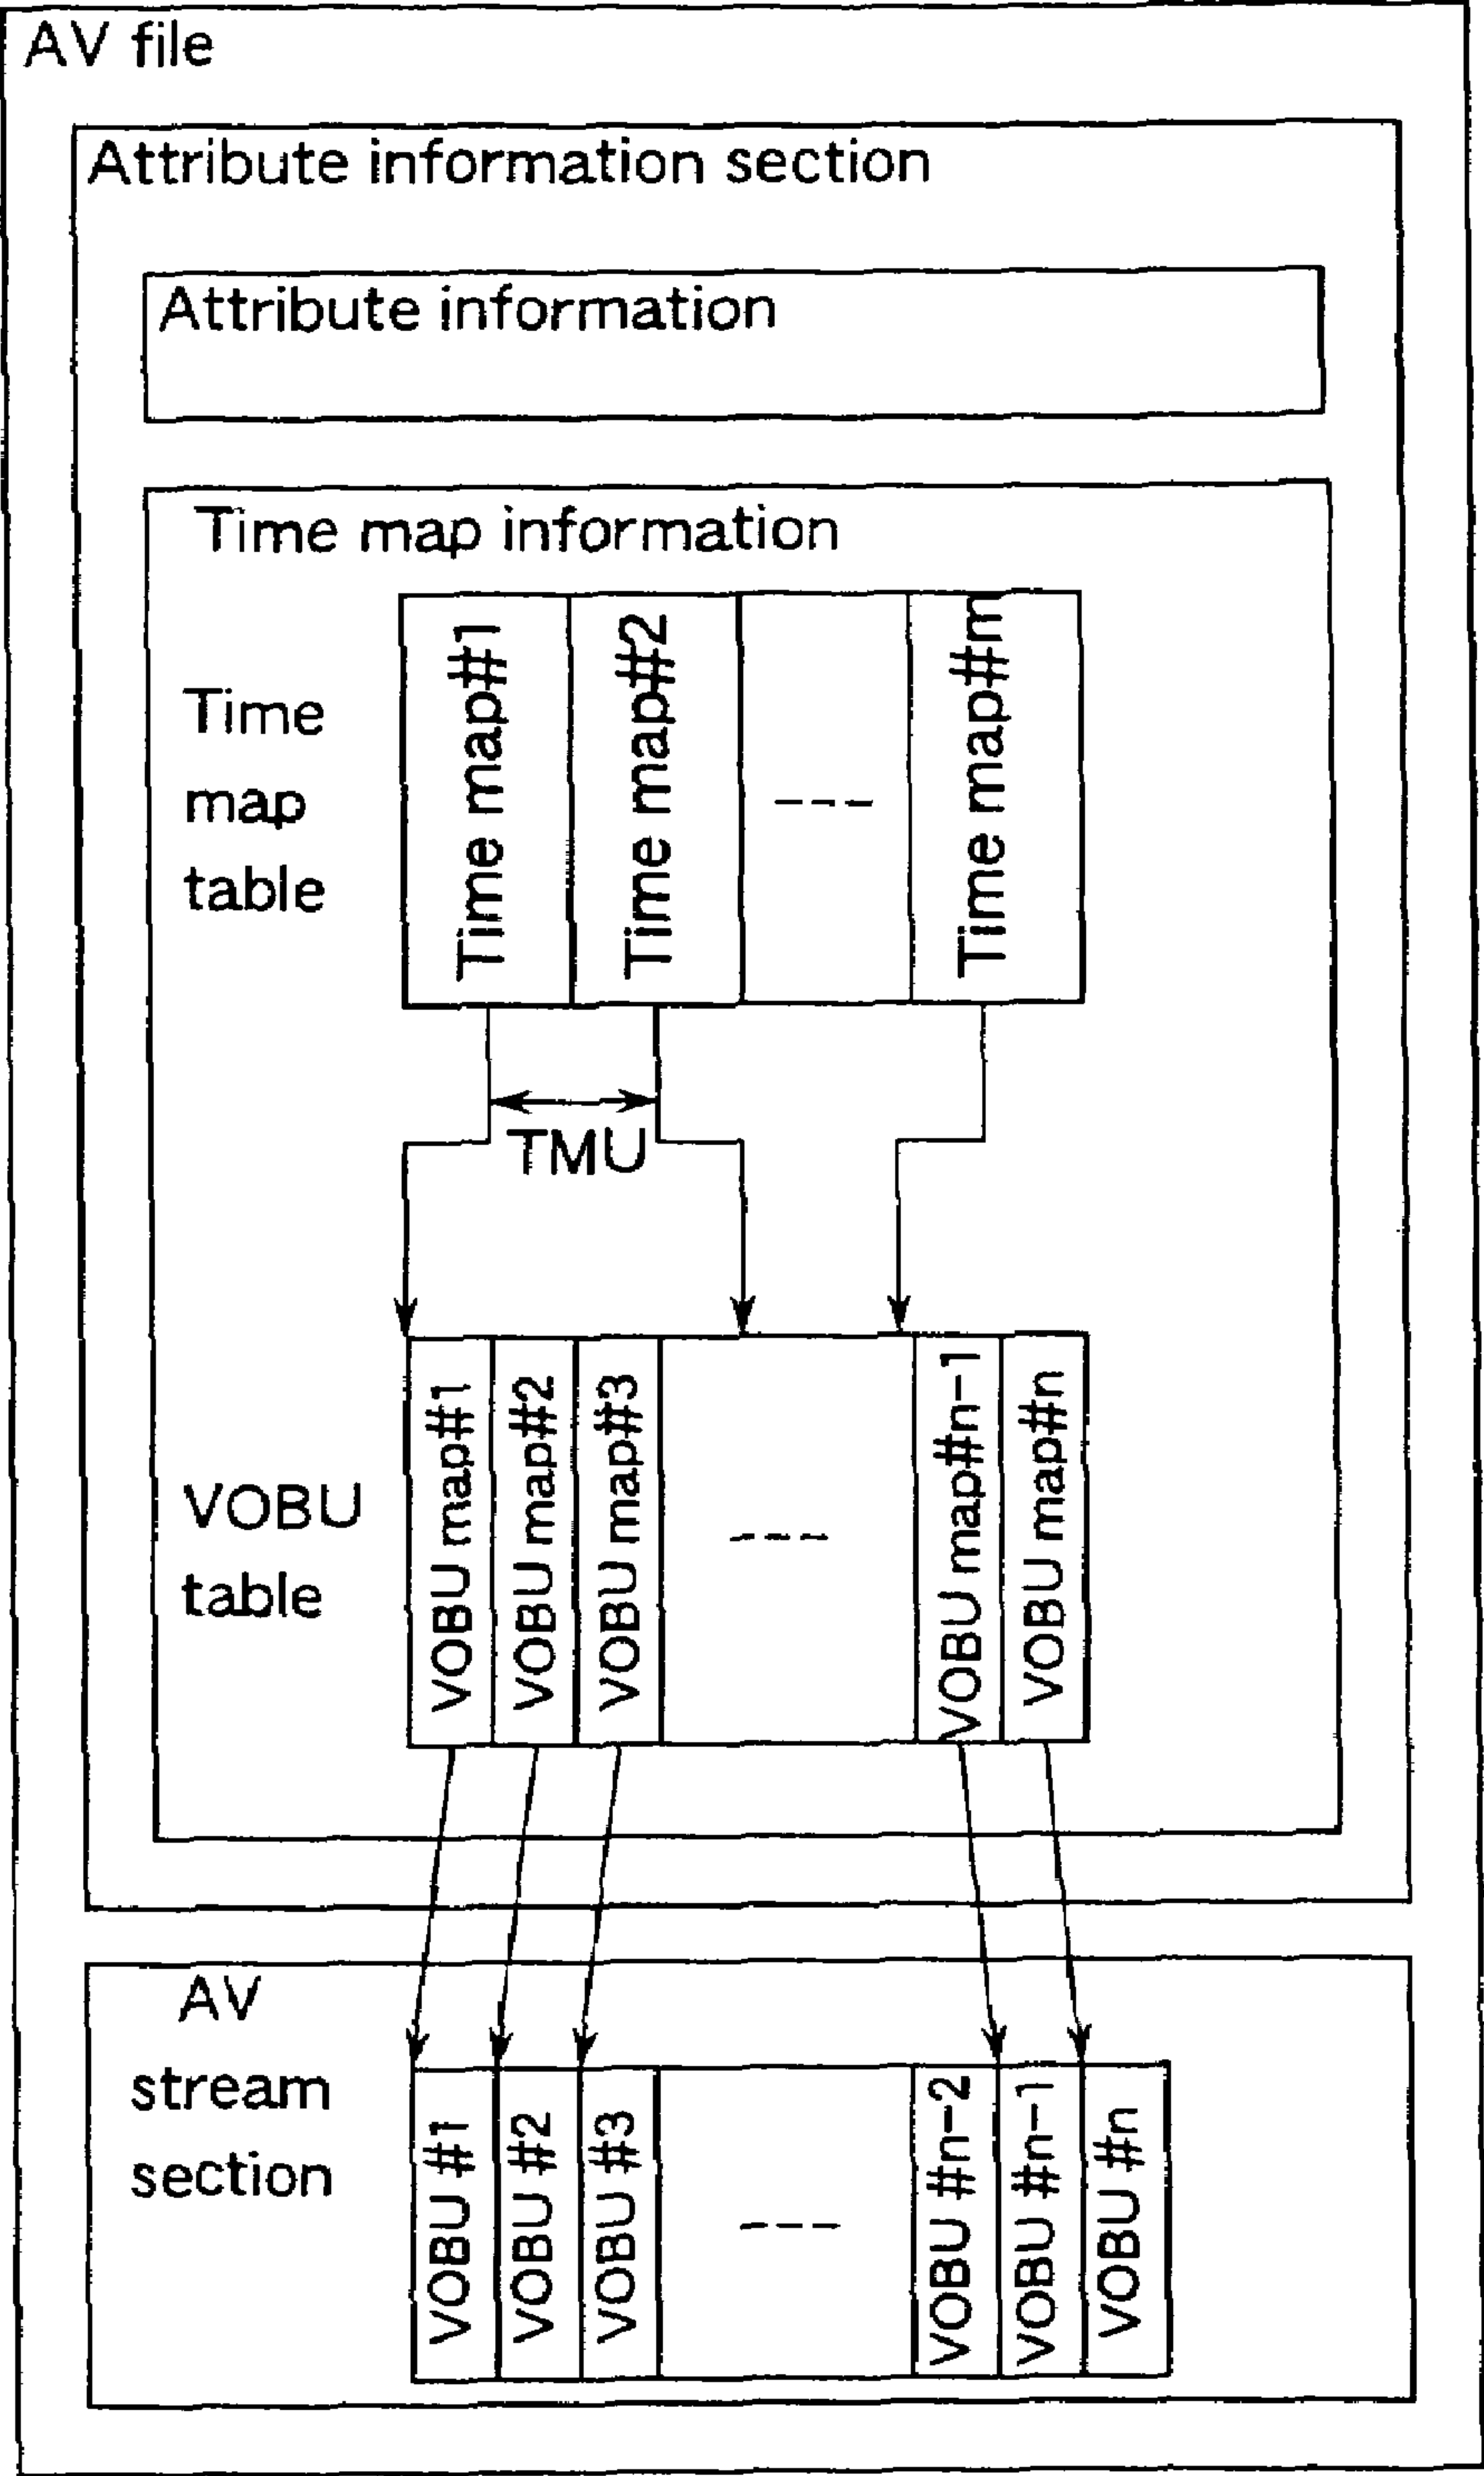 AV file
Attribute information section
Attribute information
Time map information
Time
map
table
Time map#1
Time map#2
---
Time map#m
TMU
VOBU
table
VOBU map#1
VOBU map#2
VOBU map#3
---
VOBU map#n-1
VOBU map#n
AV
stream
section
VOBU #1
VOBU #2
VOBU #3
---
VOBU #n-2
VOBU #n-1
VOBU #n